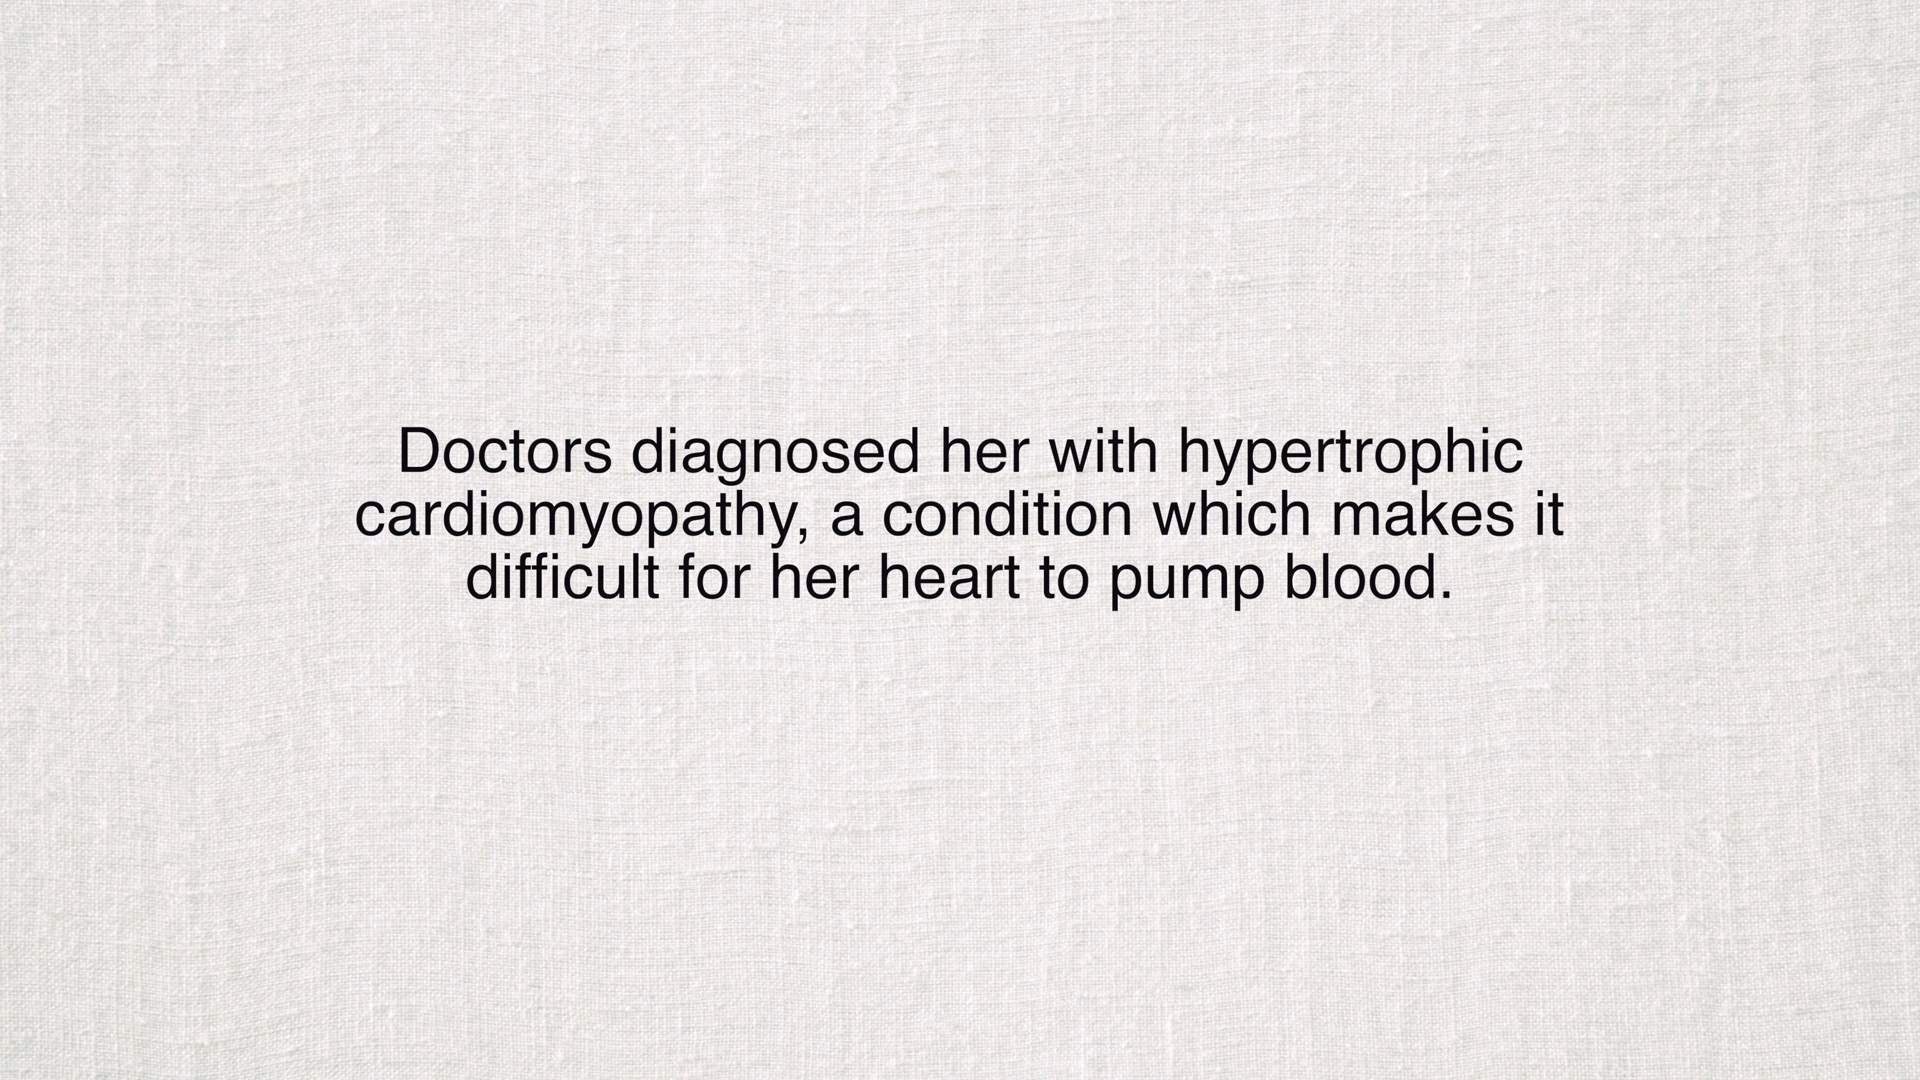 Doctors diagnosed her with hypertrophic
cardiomyopathy, a condition which makes it
difficult for her heart to pump blood.